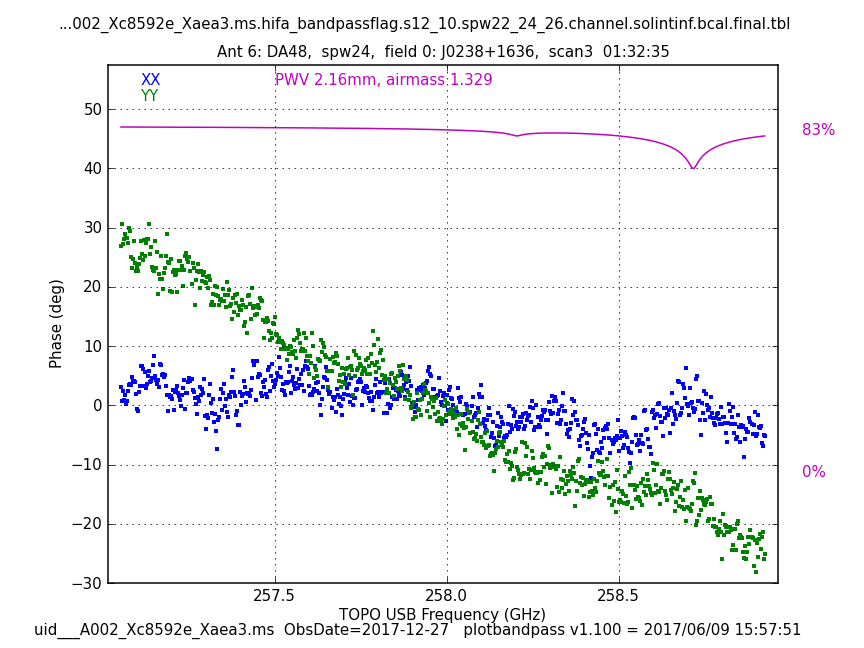 ...002_Xc8592e_Xaea3.ms.hifa_bandpassflag.s12_10.spw22_24_26.channel.solintinf.bcal.final.tbl
Ant 6: DA48,  spw24,  field 0: J0238+1636,  scan3  01:32:35
XX
YY
PWV 2.16mm, airmass 1.329
83%
0%
Phase (deg)
50
40
30
20
10
0
−10
−20
−30
257.5
258.0
258.5
TOPO USB Frequency (GHz)
uid___A002_Xc8592e_Xaea3.ms  ObsDate=2017-12-27   plotbandpass v1.100 = 2017/06/09 15:57:51